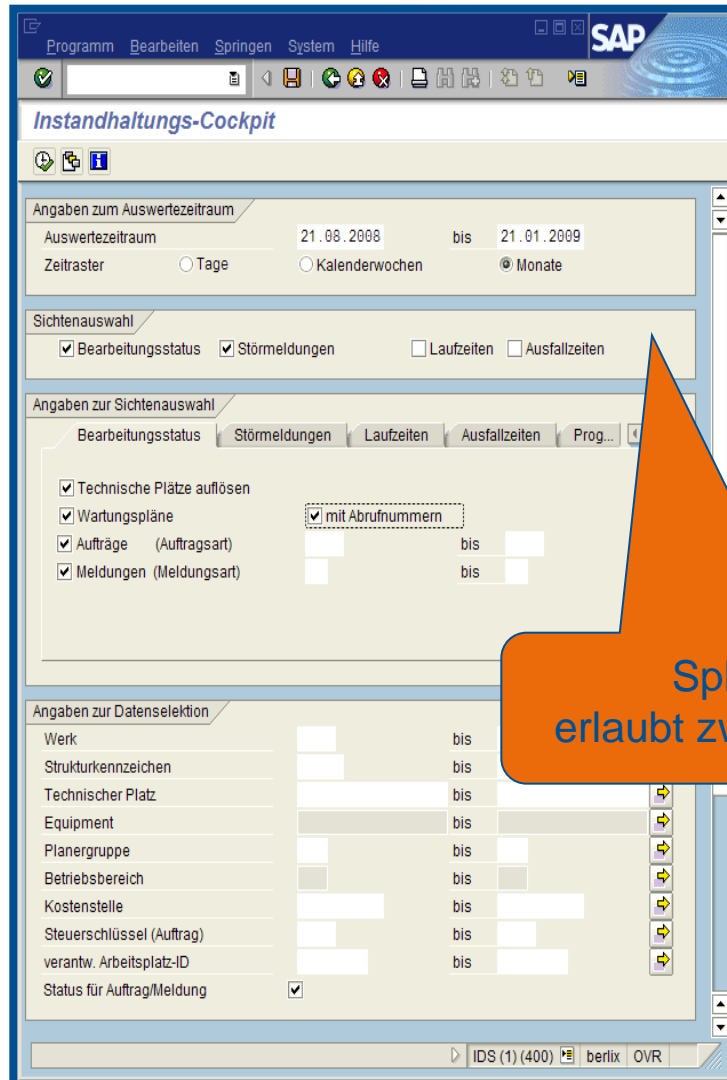 Programm Bearbeiten Springen System Hilfe
SAP
Instandhaltungs-Cockpit
Angaben zum Auswertezeitraum
Auswertezeitraum 21.08.2008 bis 21.01.2009
Zeitraster Tage Kalenderwochen Monate
Sichtenauswahl
Bearbeitungsstatus Störmeldungen Laufzeiten Ausfallzeiten
Angaben zur Sichtenauswahl
Bearbeitungsstatus Störmeldungen Laufzeiten Ausfallzeiten Prog...
Technische Plätze auflösen
Wartungspläne mit Abrufnummern
Aufträge (Auftragsart) bis
Meldungen (Meldungsart) bis
erlaubt
Angaben zur Datenselektion
Werk bis
Strukturkennzeichen bis
Technischer Platz bis
Equipment bis
Planergruppe bis
Betriebsbereich bis
Kostenstelle bis
Steuerschlüssel (Auftrag) bis
verantw. Arbeitsplatz-ID bis
Status für Auftrag/Meldung
IDS (1) (400) berlix OVR